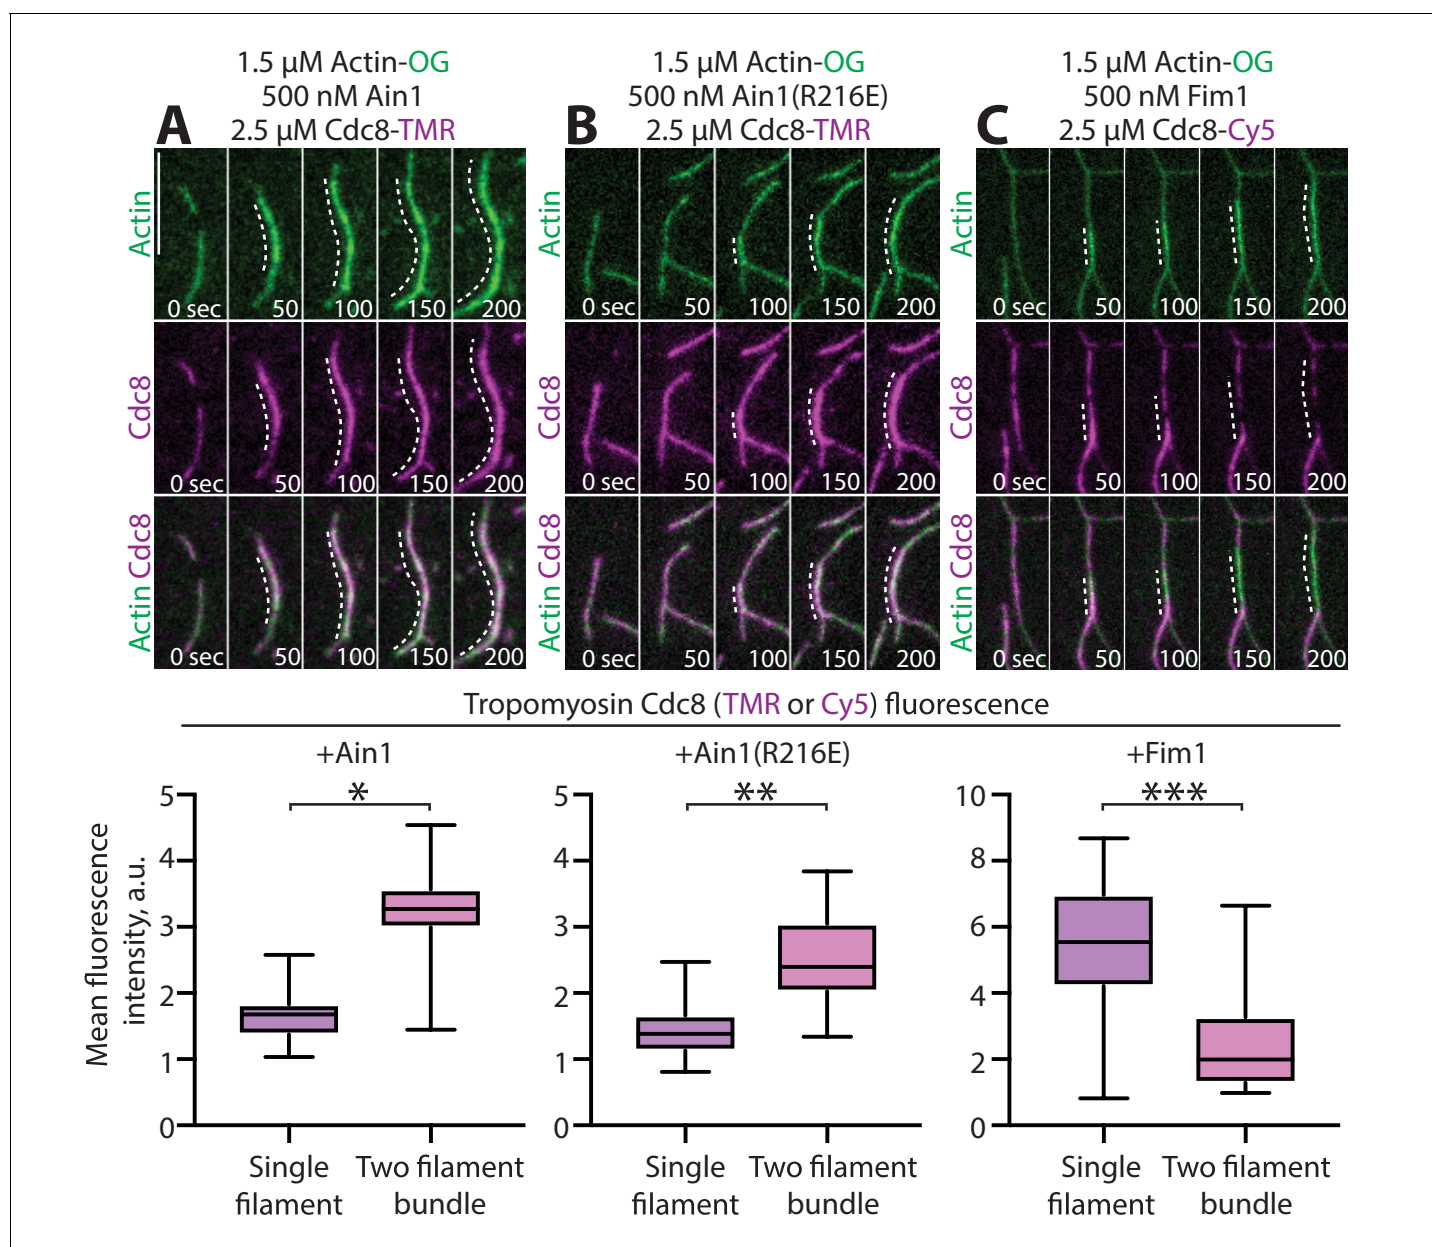 A
1.5 µM Actin-OG
500 nM Ain1
2.5 µM Cdc8-TMR
B
1.5 µM Actin-OG
500 nM Ain1(R216E)
2.5 µM Cdc8-TMR
C
1.5 µM Actin-OG
500 nM Fim1
2.5 µM Cdc8-Cy5
Actin
0 sec 50 100 150 200
Actin
0 sec 50 100 150 200
Actin
0 sec 50 100 150 200
Cdc8
0 sec 50 100 150 200
Cdc8
0 sec 50 100 150 200
Cdc8
0 sec 50 100 150 200
Actin Cdc8
0 sec 50 100 150 200
Actin Cdc8
0 sec 50 100 150 200
Actin Cdc8
0 sec 50 100 150 200
Tropomyosin Cdc8 (TMR or Cy5) fluorescence
Mean fluorescence
intensity, a.u.
+Ain1
*
5
4
3
2
1
0
Single
filament
Two filament
bundle
+Ain1(R216E)
**
5
4
3
2
1
0
Single
filament
Two filament
bundle
+Fim1
***
10
8
6
4
2
0
Single
filament
Two filament
bundle